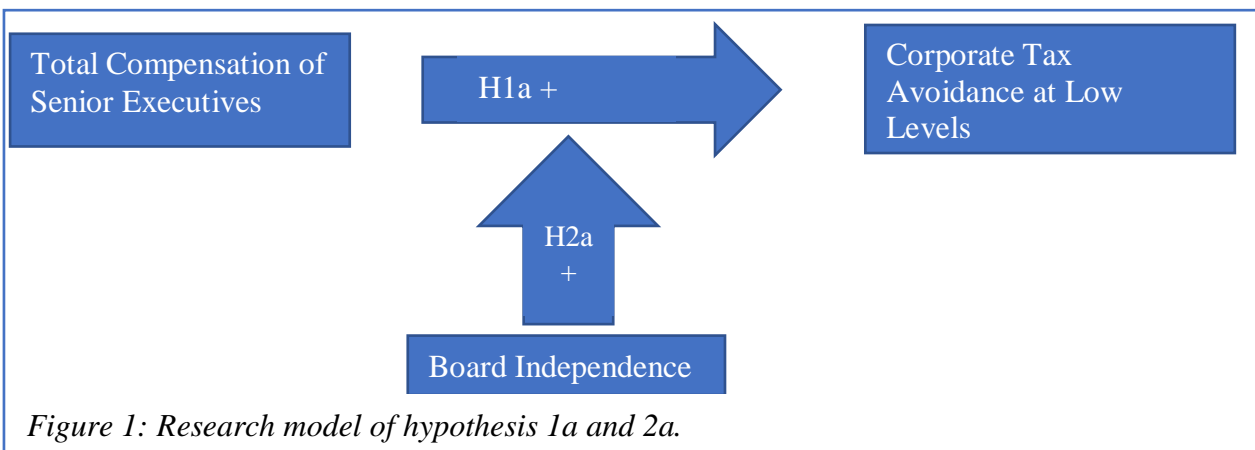 Total Compensation of
Senior Executives
H1a +
Corporate Tax
Avoidance at Low
Levels
H2a
+
Board Independence
Figure 1: Research model of hypothesis 1a and 2a.